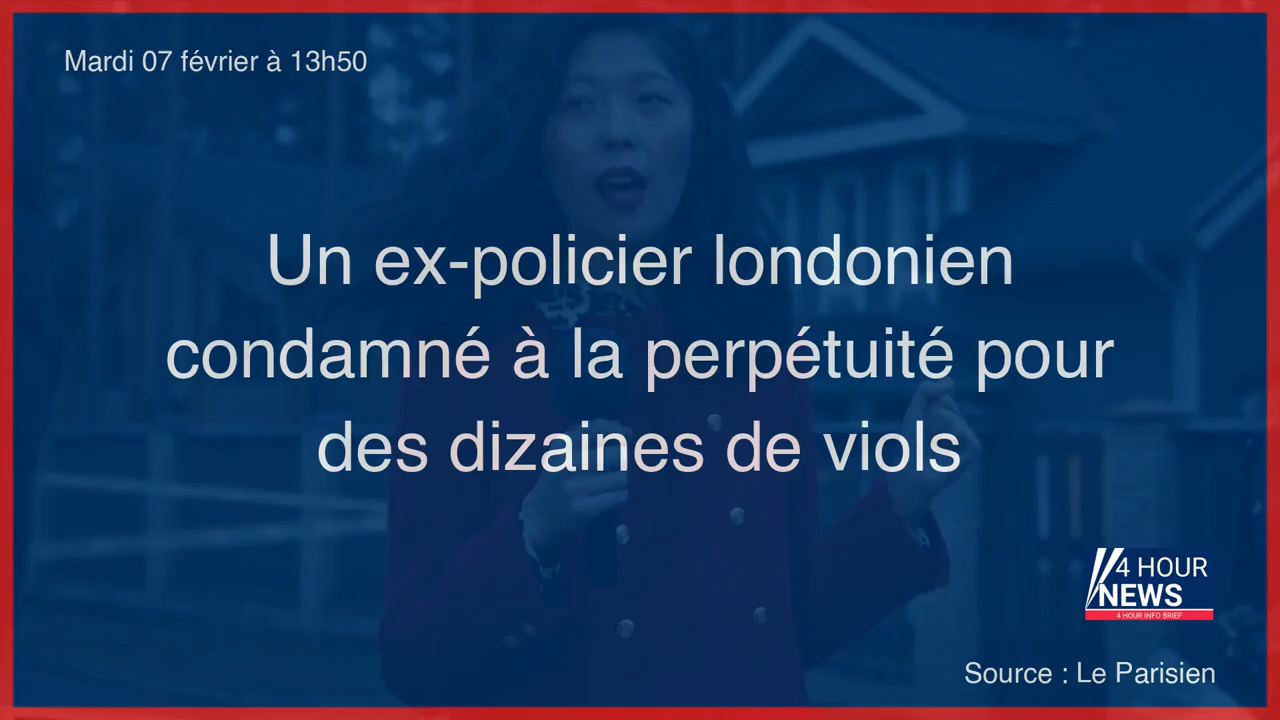 Mardi 07 février à 13h50
Un ex-policier londonien
condamné à la perpétuité pour
des dizaines de viols
4 HOUR
NEWS
4 HOUR INFO BRIEF
Source : Le Parisien